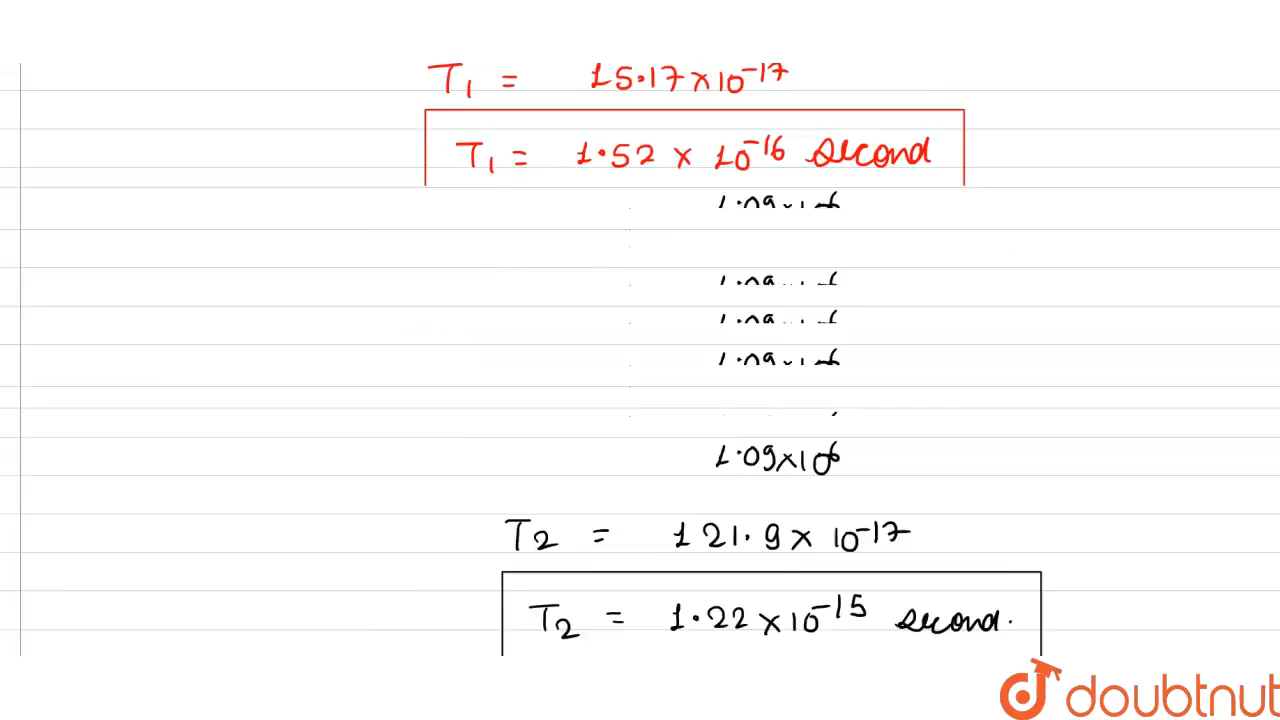 T₁ = 15.17×10⁻¹⁷
T₁ = 1.52 × 10⁻¹⁶ second
1.09×10⁶
T₂ = 121.9 × 10⁻¹⁷
T₂ = 1.22 ×10⁻¹⁵ second.
doubtnut